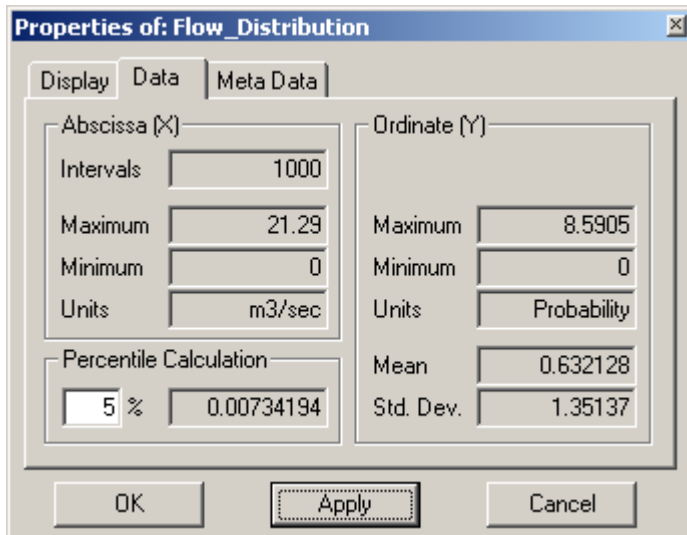 Properties of: Flow_Distribution
Display Data Meta Data
Abscissa (X)
Intervals 1000
Maximum 21.29
Minimum 0
Units m3/sec
Percentile Calculation
5 % 0.00734194
Ordinate (Y)
Maximum 8.5905
Minimum 0
Units Probability
Mean 0.632128
Std. Dev. 1.35137
OK Apply Cancel